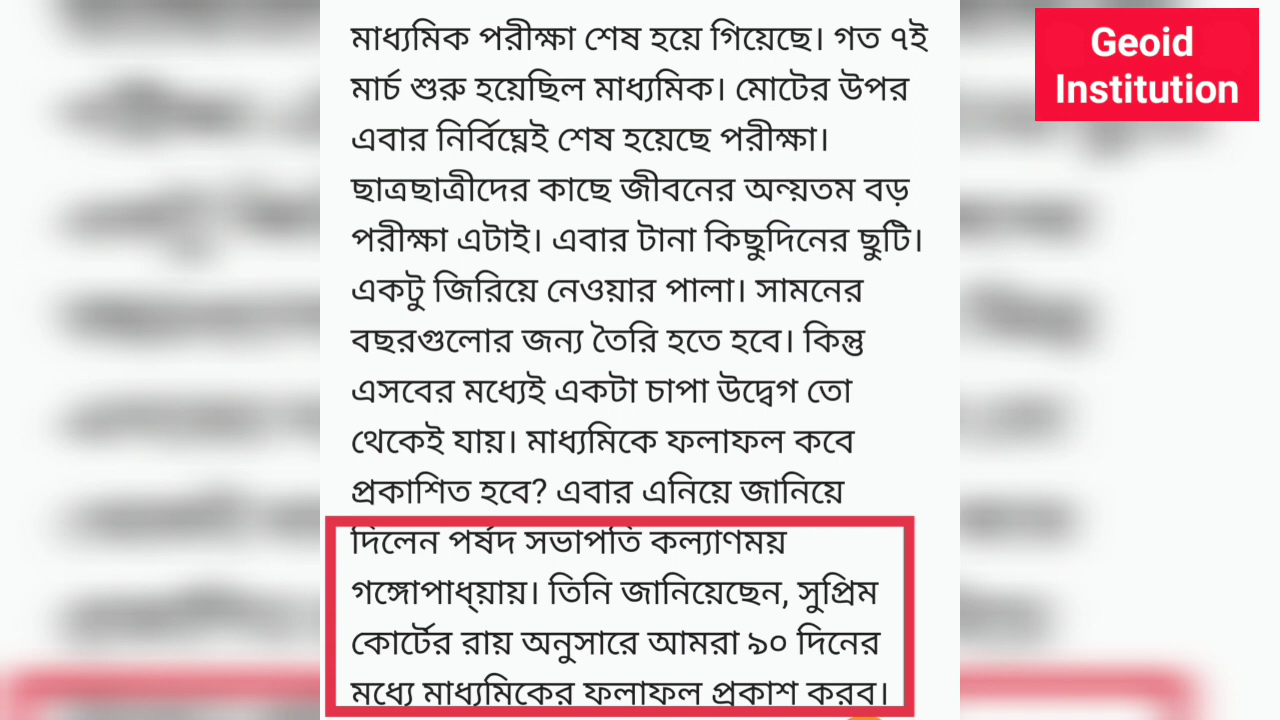 মাধ্যমিক পরীক্ষা শেষ হয়ে গিয়েছে। গত ৭ই
মার্চ শুরু হয়েছিল মাধ্যমিক। মোটের উপর
এবার নির্বিঘ্নেই শেষ হয়েছে পরীক্ষা।
ছাত্রছাত্রীদের কাছে জীবনের অন্য়তম বড়
পরীক্ষা এটাই। এবার টানা কিছুদিনের ছুটি।
একটু জিরিয়ে নেওয়ার পালা। সামনের
বছরগুলোর জন্য তৈরি হতে হবে। কিন্তু
এসবের মধ্যেই একটা চাপা উদ্বেগ তো
থেকেই যায়। মাধ্যমিকে ফলাফল কবে
প্রকাশিত হবে? এবার এনিয়ে জানিয়ে
দিলেন পর্ষদ সভাপতি কল্যাণময়
গঙ্গোপাধ্য়ায়। তিনি জানিয়েছেন, সুপ্রিম
কোর্টের রায় অনুসারে আমরা ৯০ দিনের
মধ্যে মাধ্যমিকের ফলাফল প্রকাশ করব।
Geoid
Institution